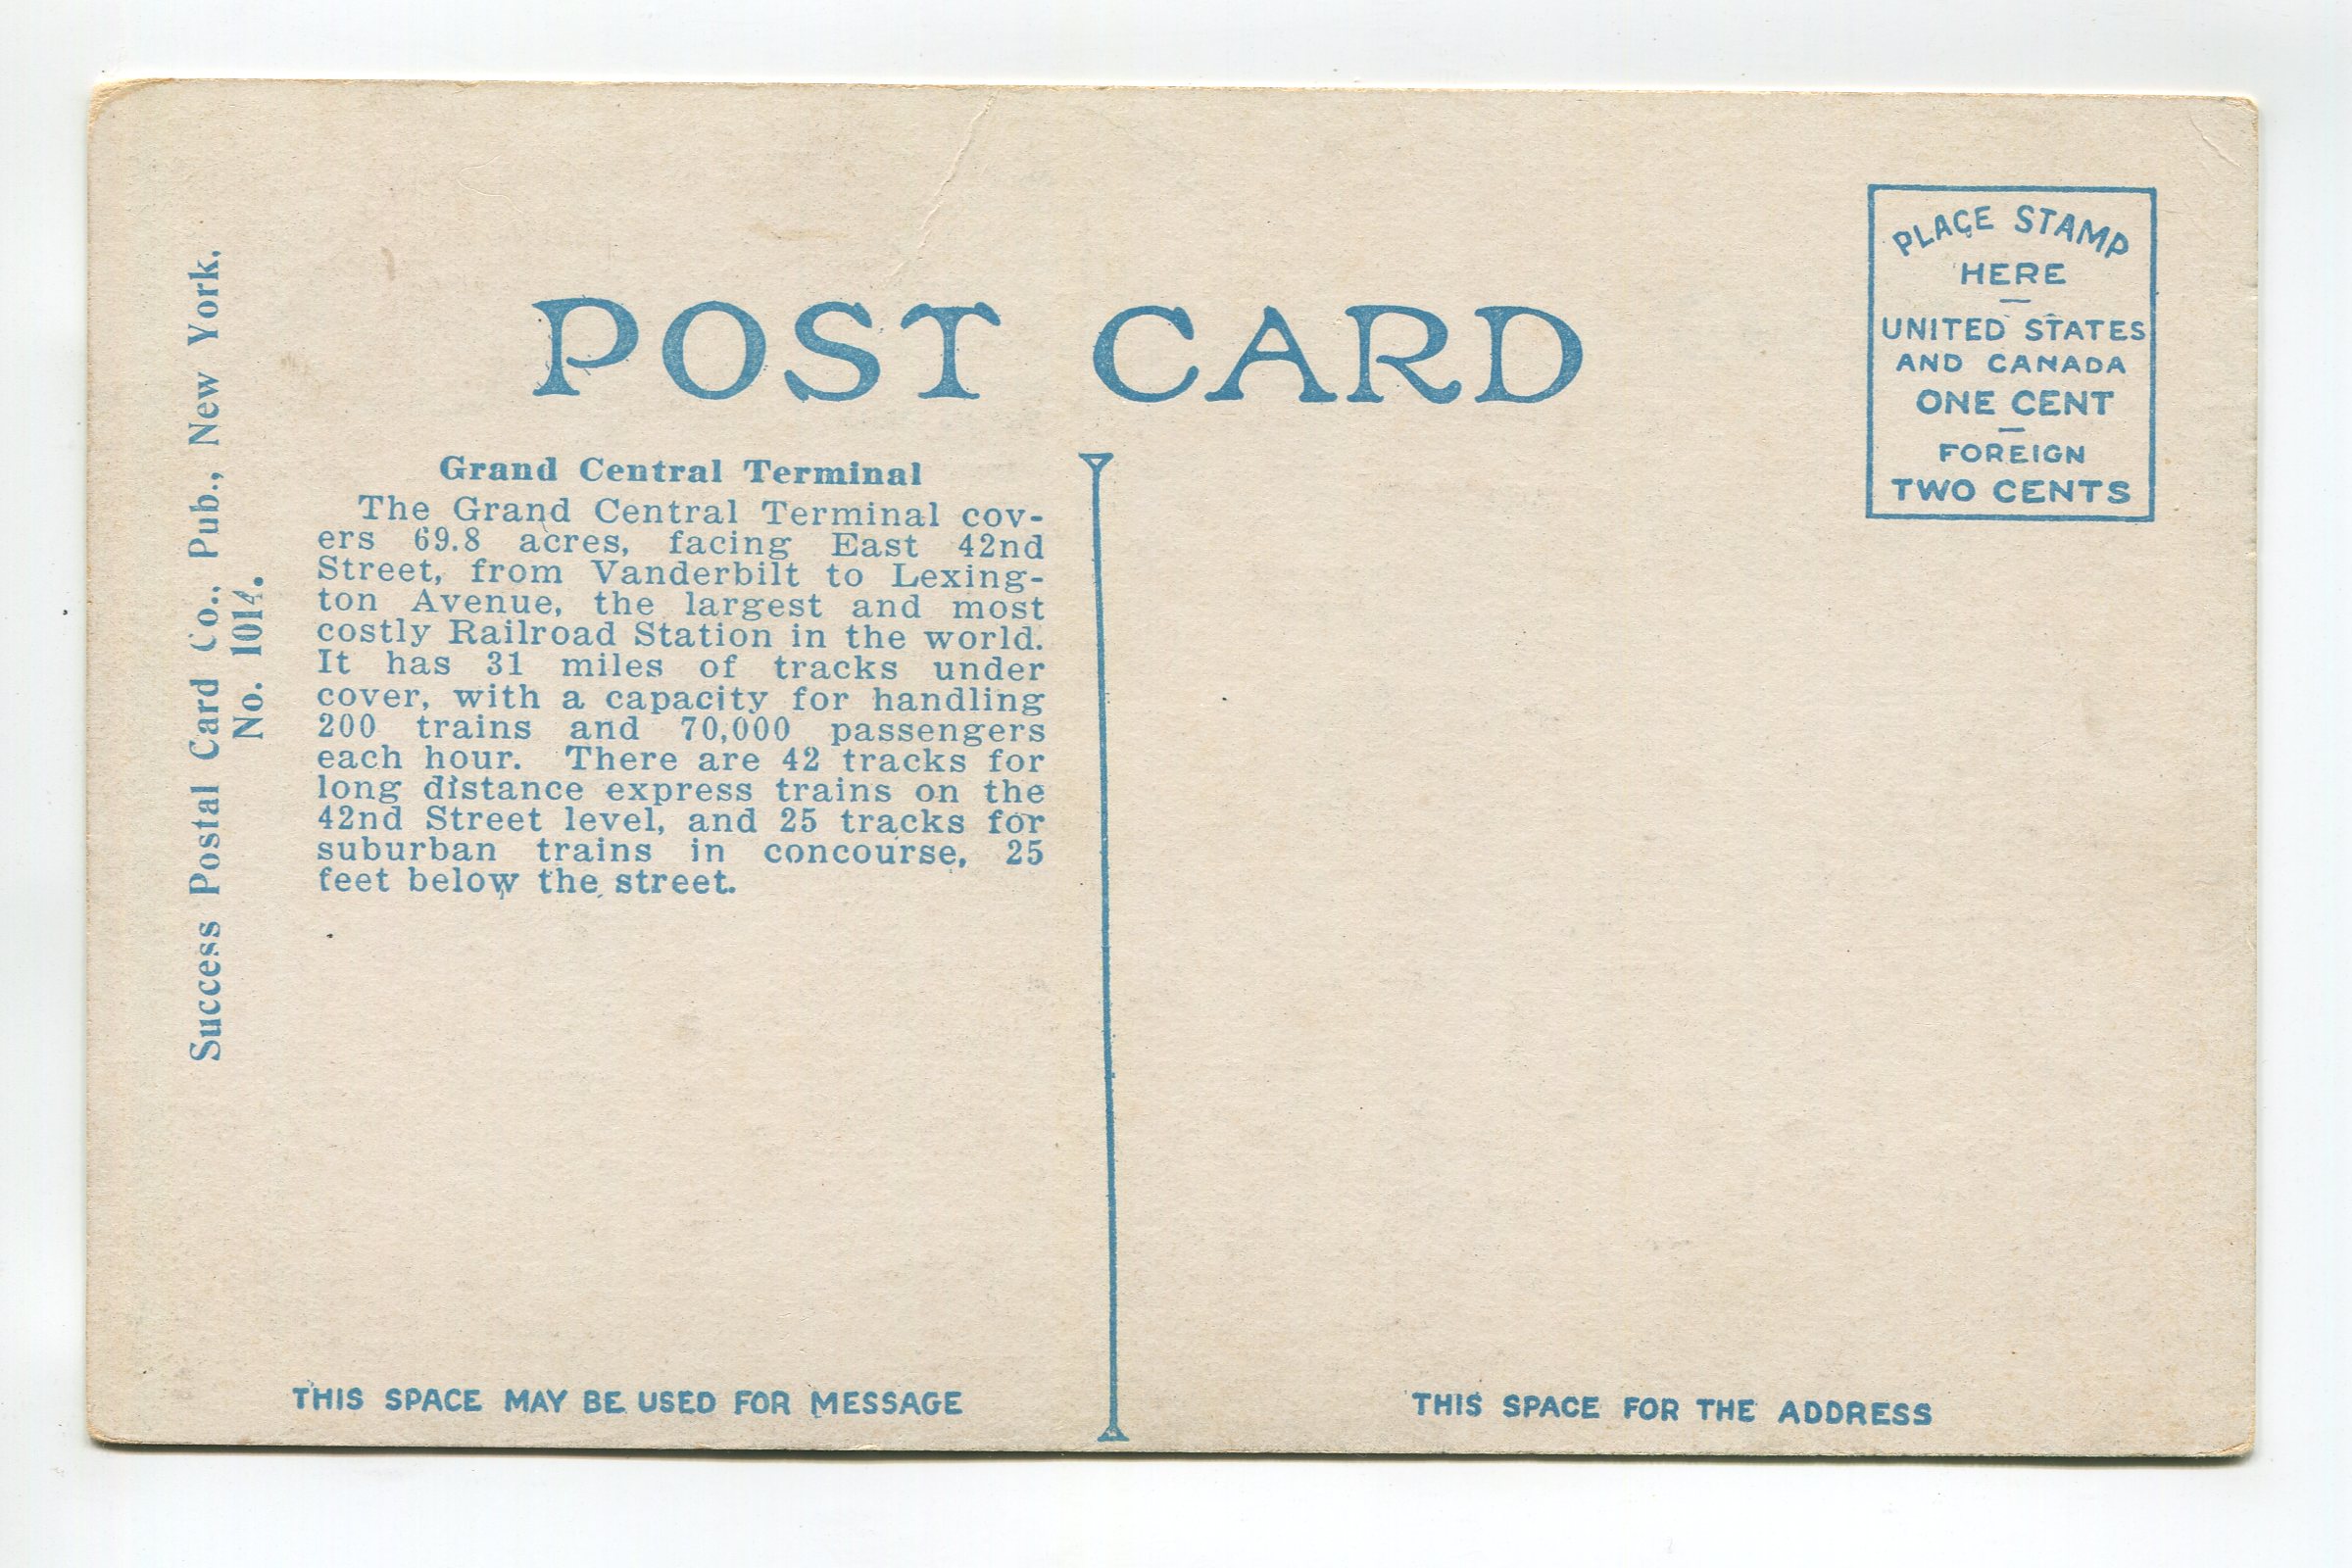 POST CARD
PLACE STAMP
HERE
UNITED STATES
AND CANADA
ONE CENT
FOREIGN
TWO CENTS
Success Postal Card Co., Pub., New York.
No. 1014.
Grand Central Terminal
The Grand Central Terminal cov-
ers 69.8 acres, facing East 42nd
Street, from Vanderbilt to Lexing-
ton Avenue, the largest and most
costly Railroad Station in the world.
It has 31 miles of tracks under
cover, with a capacity for handling
200 trains and 70,000 passengers
each hour. There are 42 tracks for
long distance express trains on the
42nd Street level, and 25 tracks for
suburban trains in concourse, 25
feet below the street.
THIS SPACE MAY BE USED FOR MESSAGE
THIS SPACE FOR THE ADDRESS